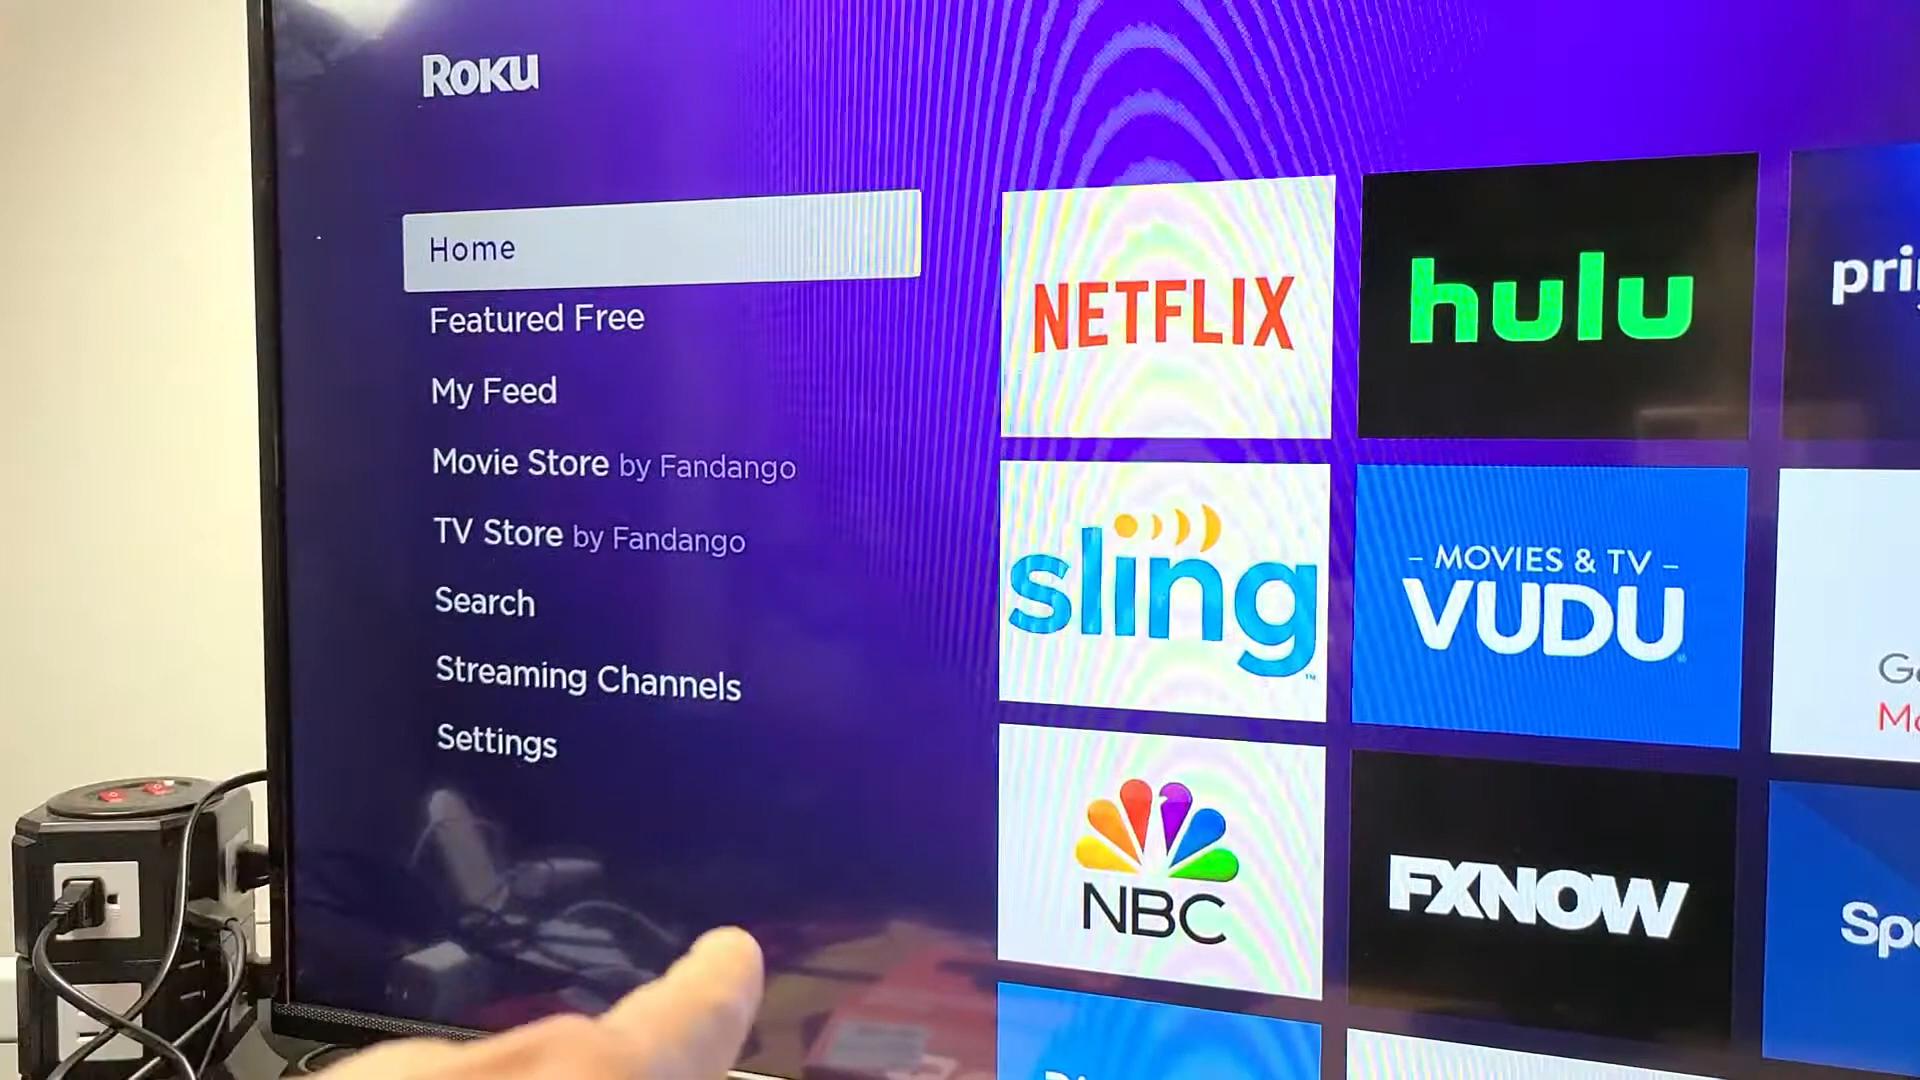 ROKU
Home
Featured Free
My Feed
Movie Store by Fandango
TV Store by Fandango
Search
Streaming Channels
Settings
NETFLIX
hulu
sling
TM
– MOVIES & TV –
VUDU
NBC
FXNOW